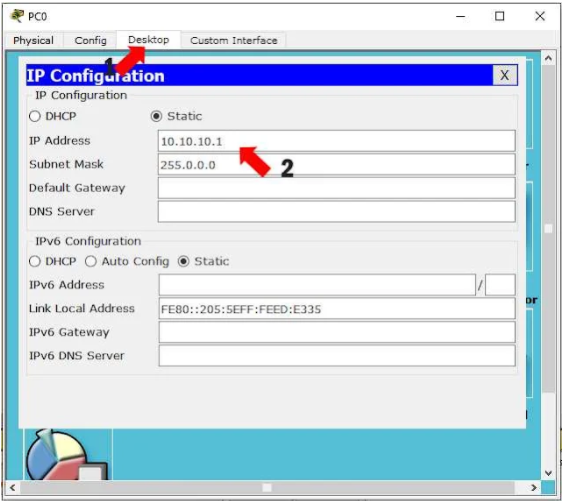 PC0
Physical Config Desktop Custom Interface
1
IP Configuration X
IP Configuration
DHCP Static
IP Address 10.10.10.1
2
Subnet Mask 255.0.0.0
Default Gateway
DNS Server
IPv6 Configuration
DHCP Auto Config Static
IPv6 Address /
Link Local Address FE80::205:5EFF:FEED:E335
IPv6 Gateway
IPv6 DNS Server
or